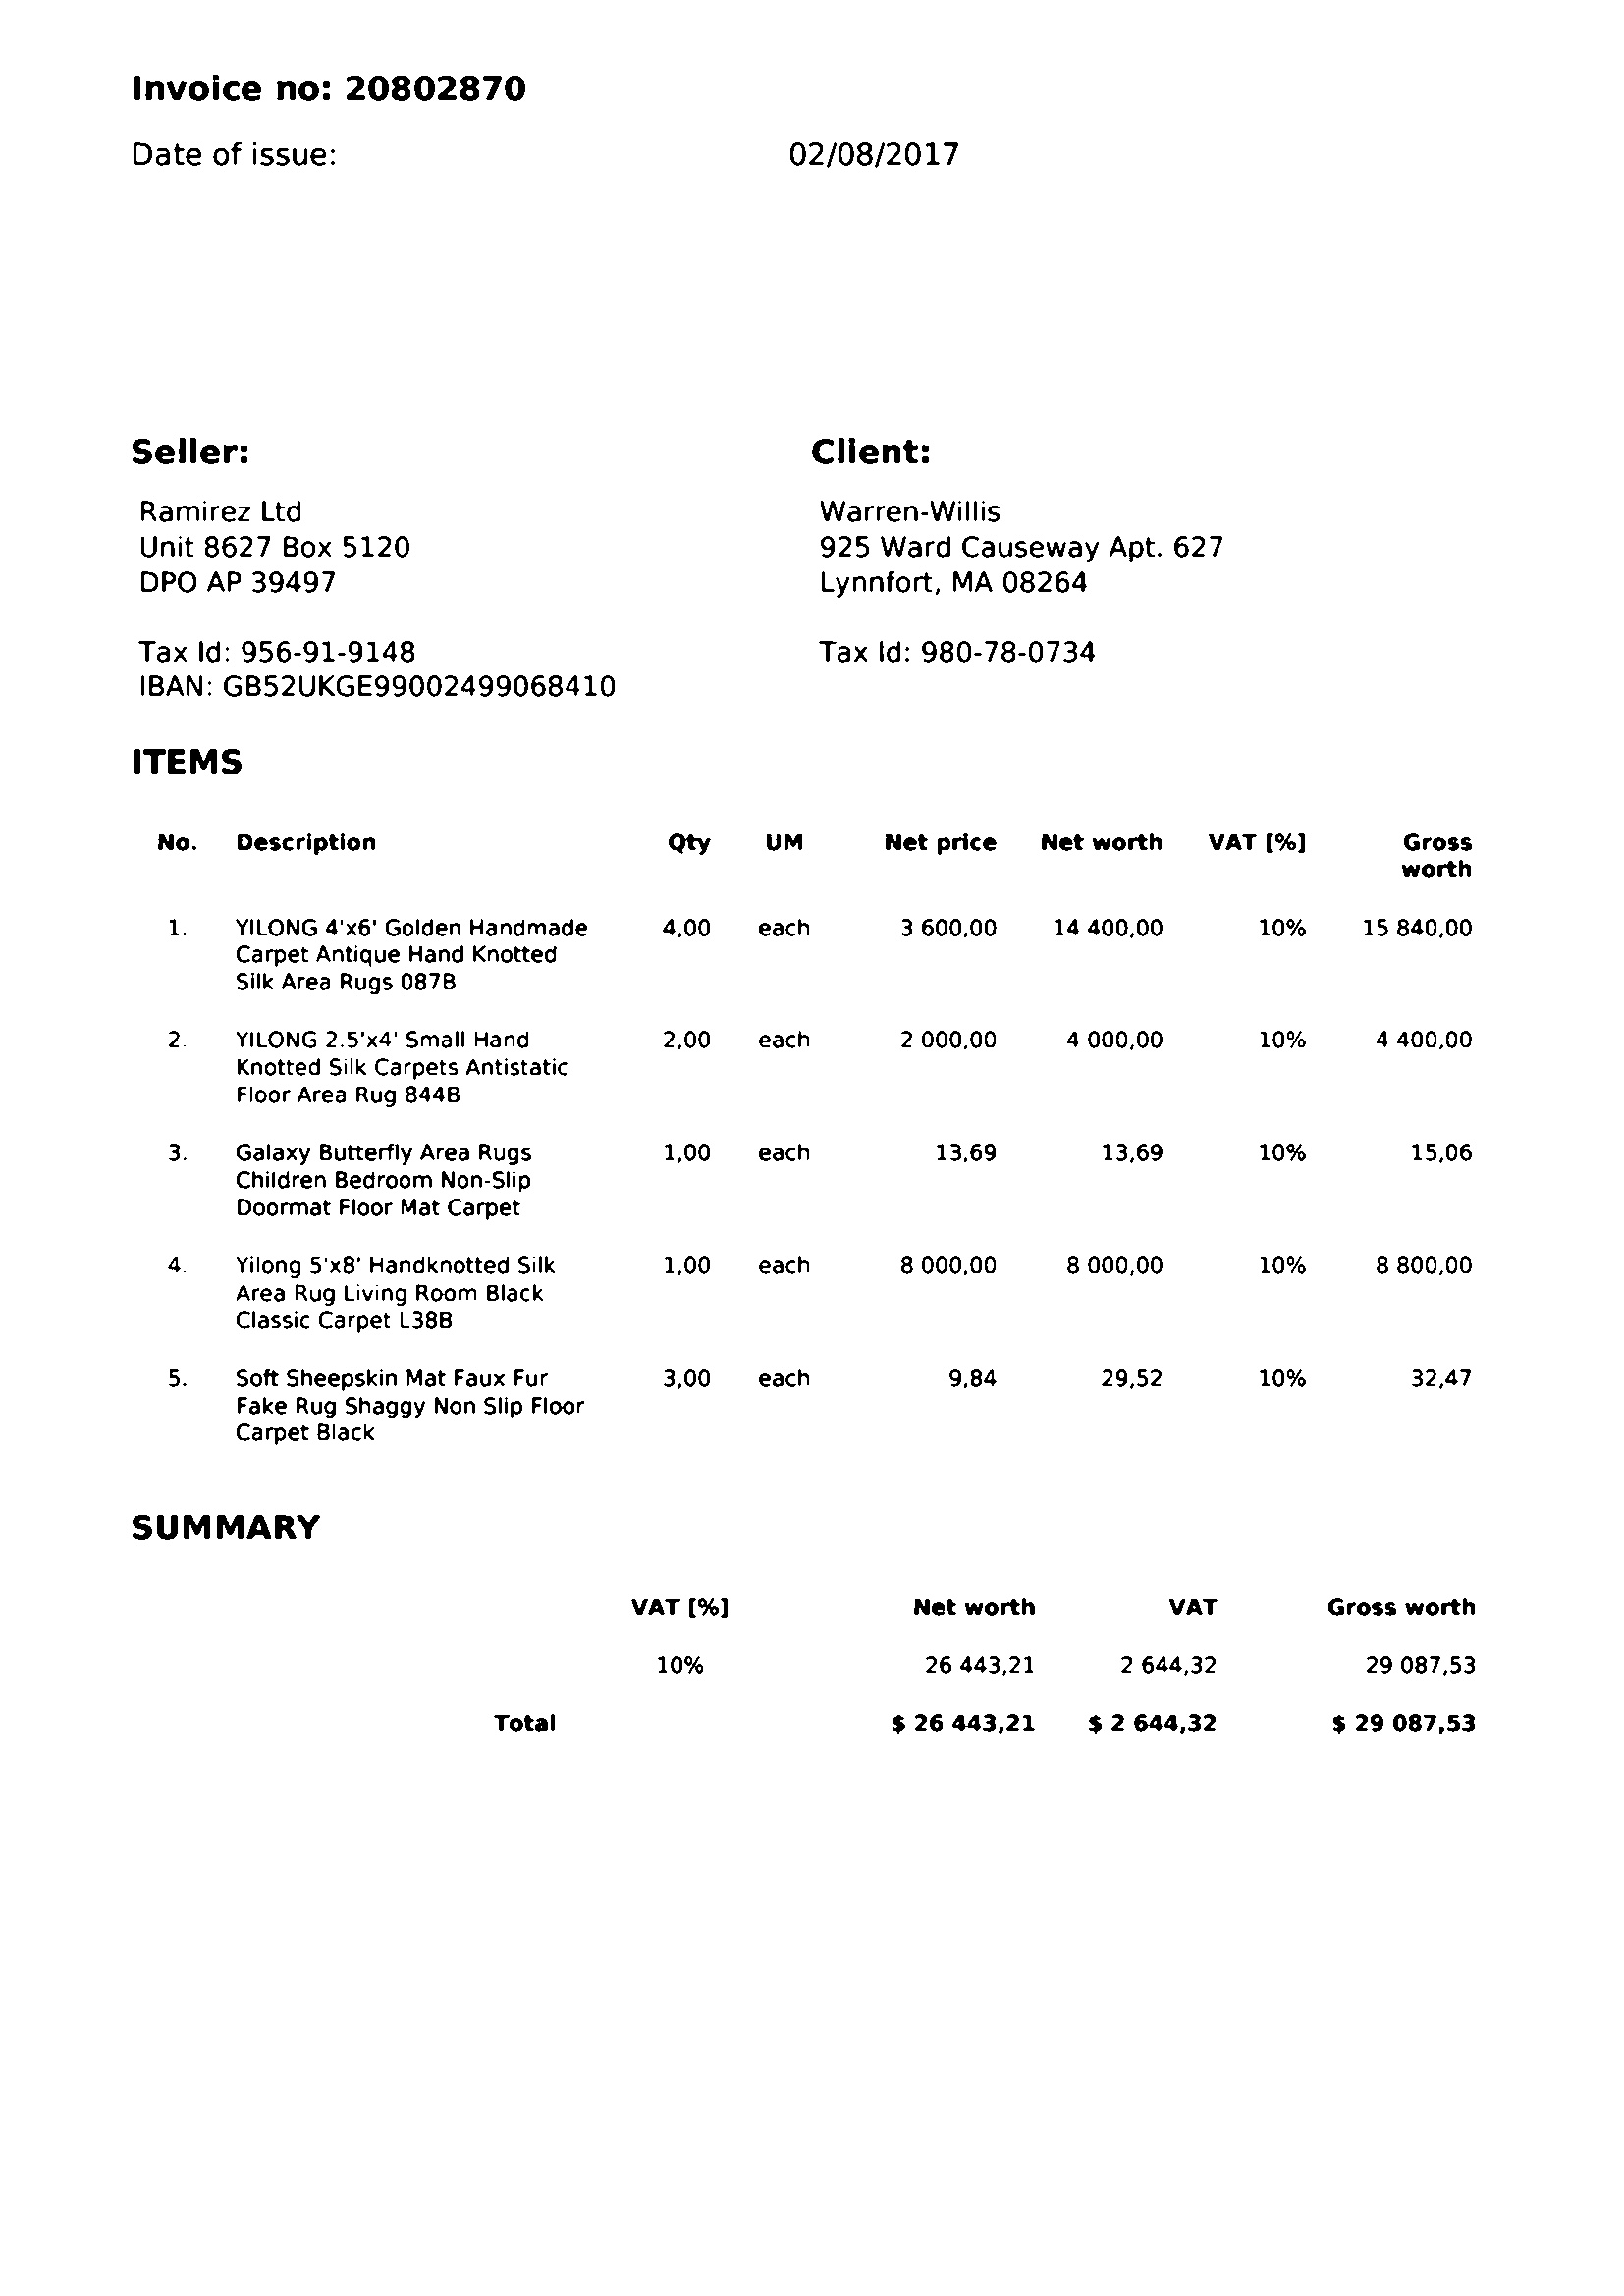 Invoice no: 20802870
Date of issue: 02/08/2017
Seller: Client:
Ramirez Ltd Warren-Willis
Unit 8627 Box 5120 925 Ward Causeway Apt. 627
DPO AP 39497 Lynnfort, MA 08264
Tax Id: 956-91-9148 Tax Id: 980-78-0734
IBAN: GB52UKGE99002499068410
ITEMS
No. Description Qty UM Net price Net worth VAT [%] Gross
worth
1. YILONG 4'x6' Golden Handmade 4,00 each 3 600,00 14 400,00 10% 15 840,00
Carpet Antique Hand Knotted
Silk Area Rugs 087B
2. YILONG 2.5'x4' Small Hand 2,00 each 2 000,00 4 000,00 10% 4 400,00
Knotted Silk Carpets Antistatic
Floor Area Rug 844B
3. Galaxy Butterfly Area Rugs 1,00 each 13,69 13,69 10% 15,06
Children Bedroom Non-Slip
Doormat Floor Mat Carpet
4. Yilong 5'x8' Handknotted Silk 1,00 each 8 000,00 8 000,00 10% 8 800,00
Area Rug Living Room Black
Classic Carpet L38B
5. Soft Sheepskin Mat Faux Fur 3,00 each 9,84 29,52 10% 32,47
Fake Rug Shaggy Non Slip Floor
Carpet Black
SUMMARY
VAT [%] Net worth VAT Gross worth
10% 26 443,21 2 644,32 29 087,53
Total $ 26 443,21 $ 2 644,32 $ 29 087,53